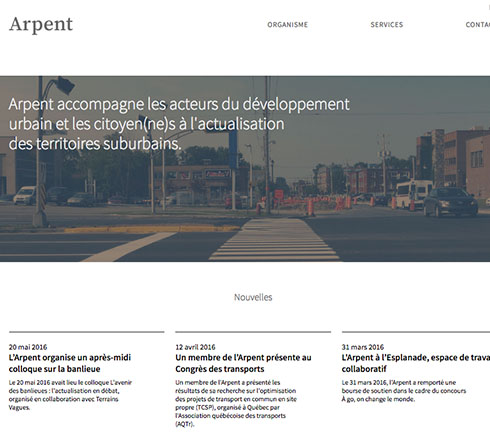 Arpent
ORGANISME SERVICES CONTAC
Arpent accompagne les acteurs du développement
urbain et les citoyen(ne)s à l'actualisation
des territoires suburbains.
Nouvelles
20 mai 2016
L'Arpent organise un après-midi
colloque sur la banlieue
Le 20 mai 2016 avait lieu le colloque L'avenir
des banlieues : l'actualisation en débat,
organisé en collaboration avec Terrains
Vagues.
12 avril 2016
Un membre de l'Arpent présente au
Congrès des transports
Un membre de l'Arpent a présenté les
résultats de sa recherche sur l'optimisation
des projets de transport en commun en site
propre (TCSP), organisé à Québec par
l'Association québécoise des transports
(AQTr).
31 mars 2016
L'Arpent à l'Esplanade, espace de trava
collaboratif
Le 31 mars 2016, l'Arpent a remporté une
bourse de soutien dans le cadre du concours
À go, on change le monde.